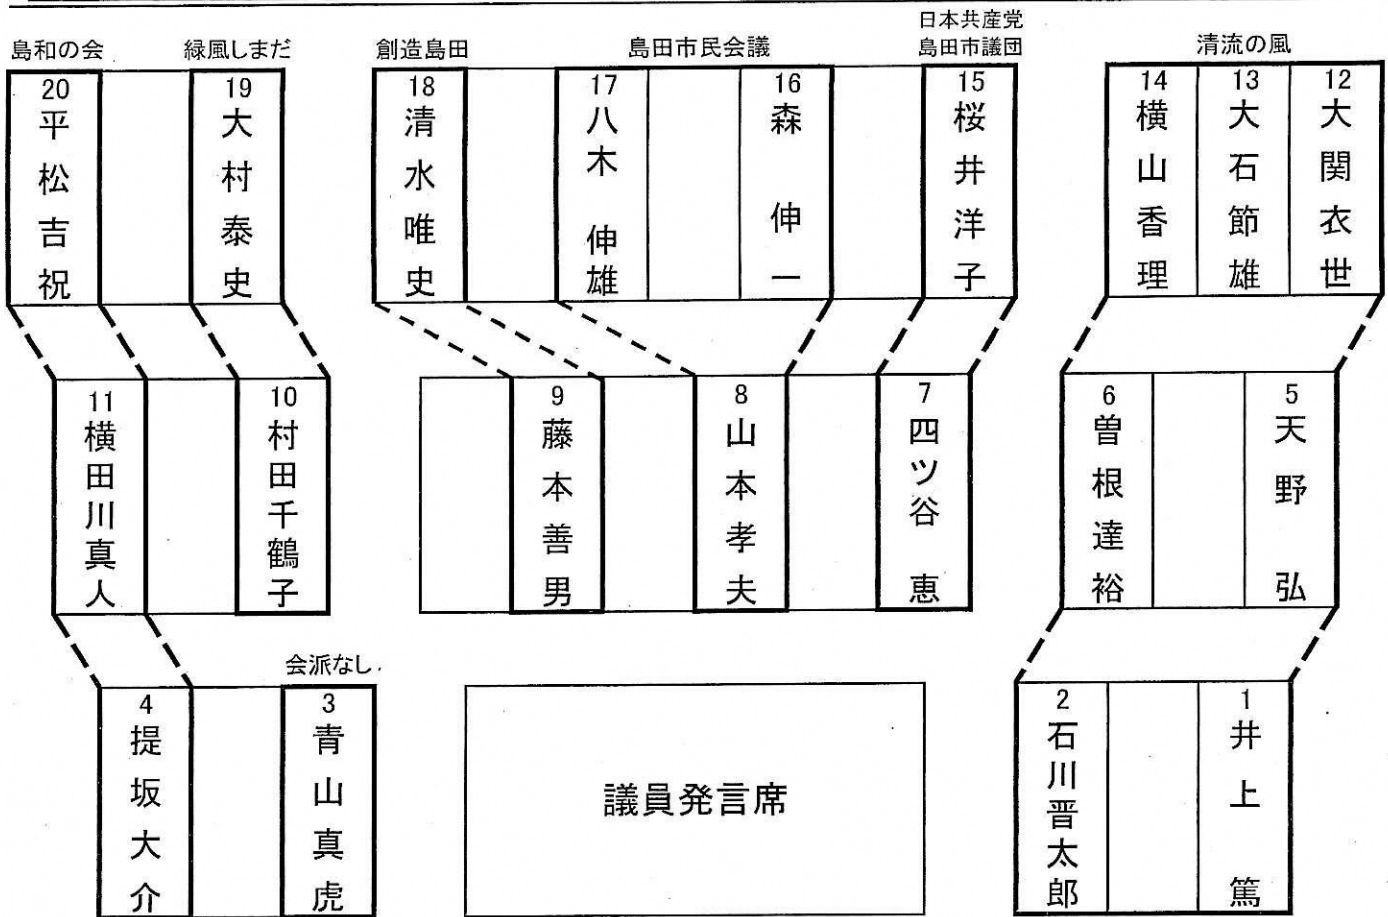 島和の会
緑風しまだ
創造島田
島田市民会議
日本共産党
島田市議団
清流の風
20
平松吉祝
19
大村泰史
18
清水唯史
17
八木 伸雄
16
森 伸一
15
桜井洋子
14
横山香理
13
大石節雄
12
大関衣世
11
横田川真人
10
村田千鶴子
9
藤本善男
8
山本孝夫
7
四ツ谷 恵
6
曽根達裕
5
天野 弘
会派なし
4
提坂大介
3
青山真虎
議員発言席
2
石川晋太郎
1
井上 篤